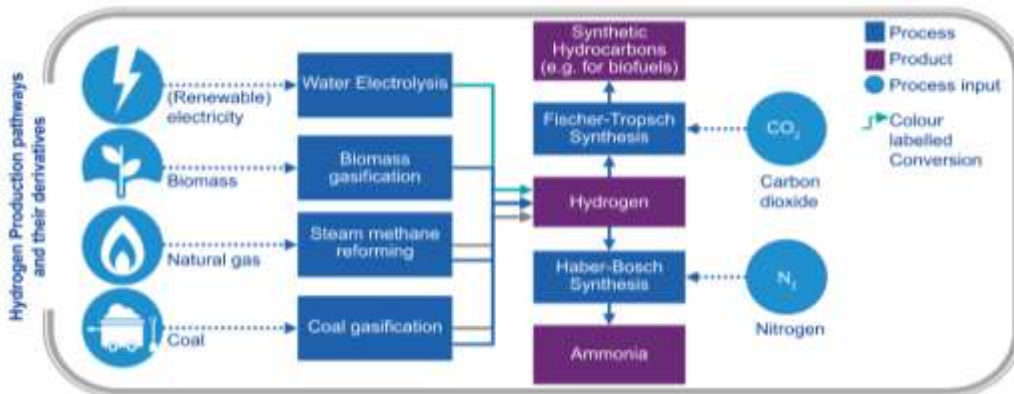 Hydrogen Production pathways
and their derivatives
(Renewable)
electricity
Biomass
Natural gas
Coal
Water Electrolysis
Biomass
gasification
Steam methane
reforming
Coal gasification
Synthetic
Hydrocarbons
(e.g. for biofuels)
Fischer-Tropsch
Synthesis
Hydrogen
Haber-Bosch
Synthesis
Ammonia
CO₂
Carbon
dioxide
N₂
Nitrogen
Process
Product
Process input
Colour
labelled
Conversion